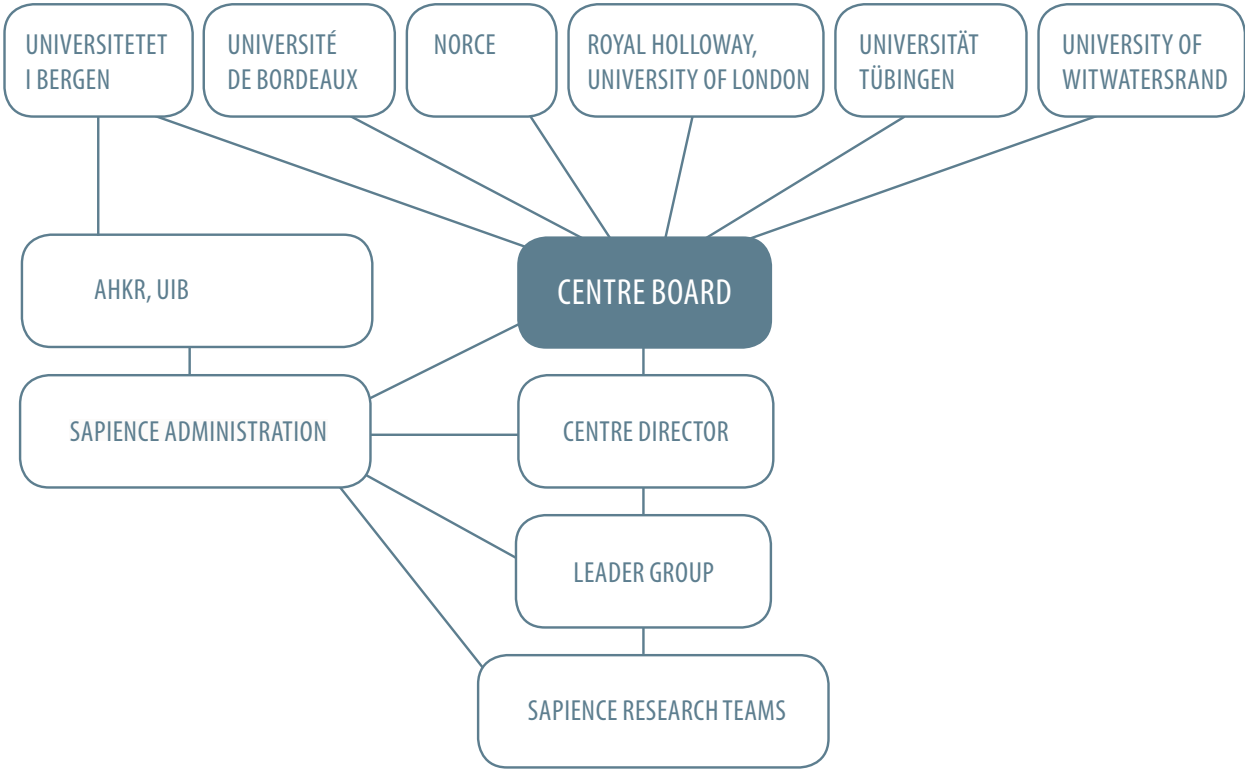 UNIVERSITETET
I BERGEN
UNIVERSITÉ
DE BORDEAUX
NORCE
ROYAL HOLLOWAY,
UNIVERSITY OF LONDON
UNIVERSITÄT
TÜBINGEN
UNIVERSITY OF
WITWATERSRAND
AHKR, UIB
CENTRE BOARD
SAPIENCE ADMINISTRATION
CENTRE DIRECTOR
LEADER GROUP
SAPIENCE RESEARCH TEAMS